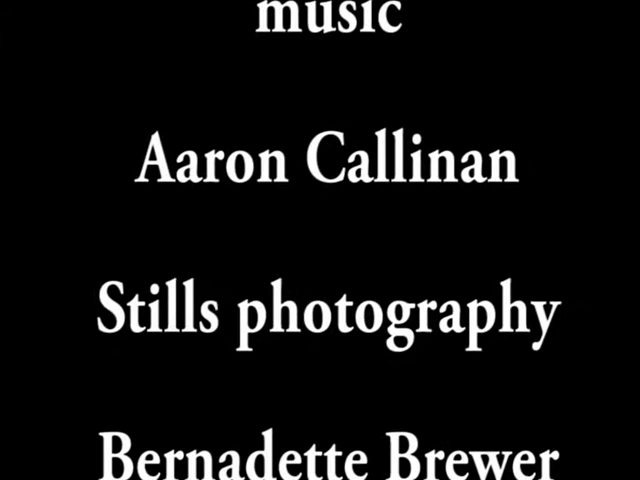 music
Aaron Callinan
Stills photography
Bernadette Brewer